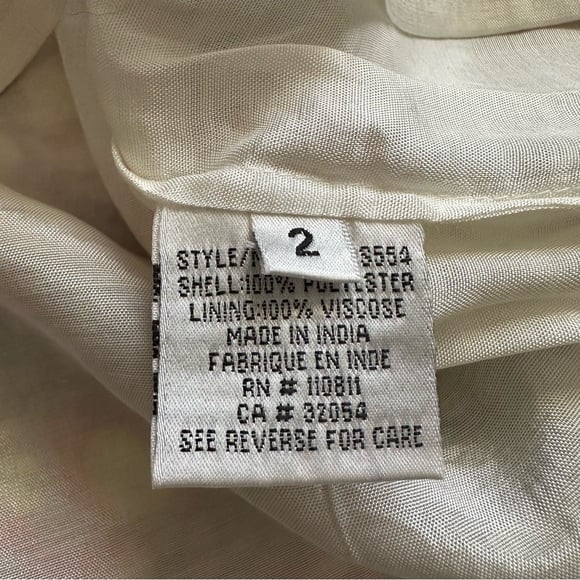 2
STYLE/ 3554
SHELL:100% POLYESTER
LINING:100% VISCOSE
MADE IN INDIA
FABRIQUE EN INDE
RN # 110811
CA # 32054
SEE REVERSE FOR CARE